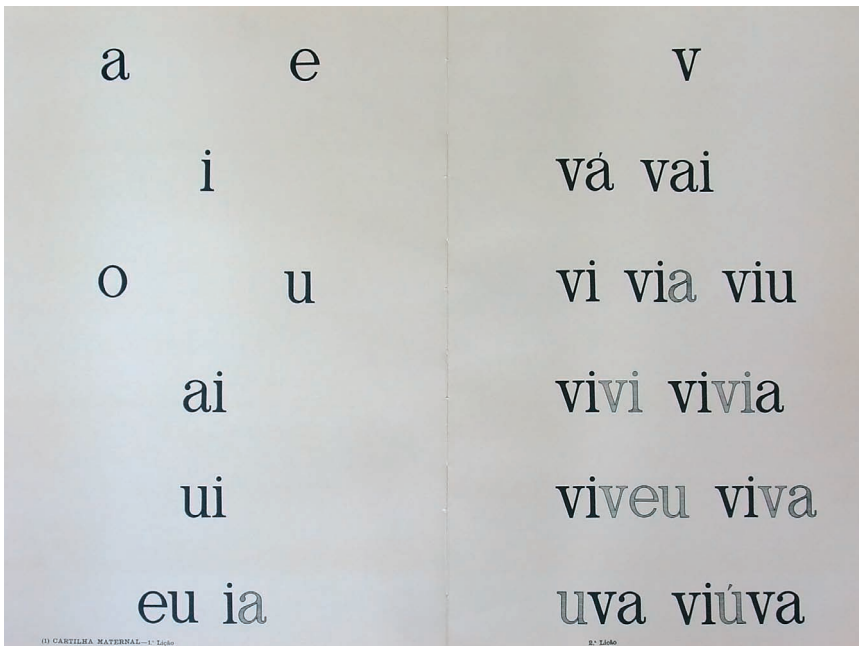 a e
i
o u
ai
ui
eu ia
(1) CARTILHA MATERNAL—1.ª Lição
v
vá vai
vi via viu
vivi vivia
viveu viva
uva viúva
2.ª Lição